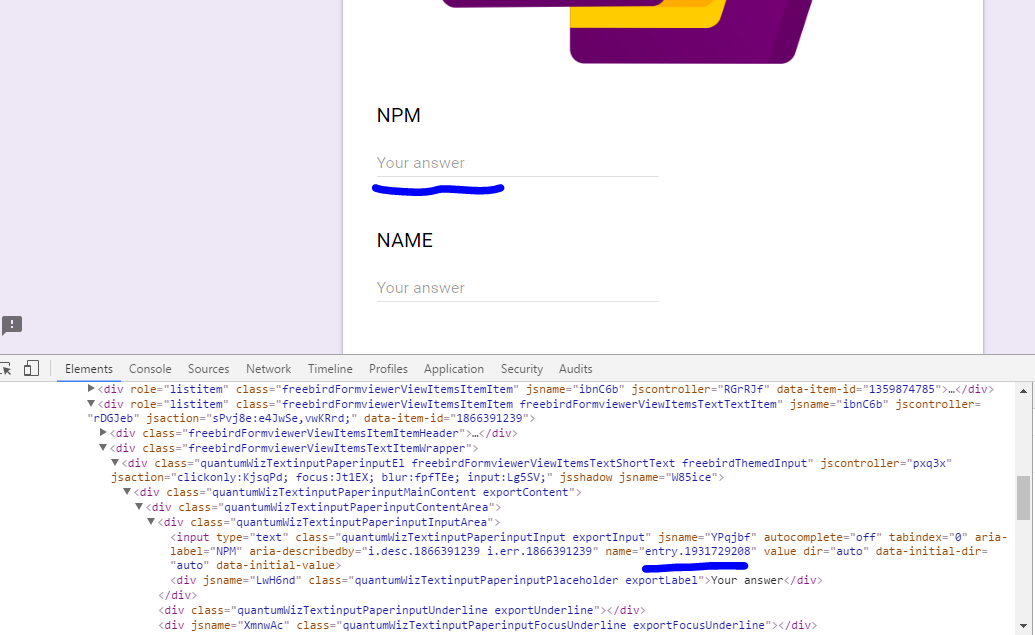 NPM
Your answer
NAME
Your answer
Elements Console Sources Network Timeline Profiles Application Security Audits
▶<div role="listitem" class="freebirdFormviewerViewItemsItemItem" jsname="ibnC6b" jscontroller="RGrRJf" data-item-id="1359874785">…</div>
▼<div role="listitem" class="freebirdFormviewerViewItemsItemItem freebirdFormviewerViewItemsTextTextItem" jsname="ibnC6b" jscontroller=
"rDGJeb" jsaction="sPvj8e:e4JwSe,vwKRrd;" data-item-id="1866391239">
▶<div class="freebirdFormviewerViewItemsItemItemHeader">…</div>
▼<div class="freebirdFormviewerViewItemsTextItemWrapper">
▼<div class="quantumWizTextinputPaperinputEl freebirdFormviewerViewItemsTextShortText freebirdThemedInput" jscontroller="pxq3x"
jsaction="clickonly:KjsqPd; focus:Jt1EX; blur:fpfTEe; input:Lg5SV;" jsshadow jsname="W85ice">
▼<div class="quantumWizTextinputPaperinputMainContent exportContent">
▼<div class="quantumWizTextinputPaperinputContentArea">
▼<div class="quantumWizTextinputPaperinputInputArea">
<input type="text" class="quantumWizTextinputPaperinputInput exportInput" jsname="YPqjbf" autocomplete="off" tabindex="0" aria-
label="NPM" aria-describedby="i.desc.1866391239 i.err.1866391239" name="entry.1931729208" value dir="auto" data-initial-dir=
"auto" data-initial-value>
<div jsname="LwH6nd" class="quantumWizTextinputPaperinputPlaceholder exportLabel">Your answer</div>
</div>
<div class="quantumWizTextinputPaperinputUnderline exportUnderline"></div>
<div jsname="XmnwAc" class="quantumWizTextinputPaperinputFocusUnderline exportFocusUnderline"></div>